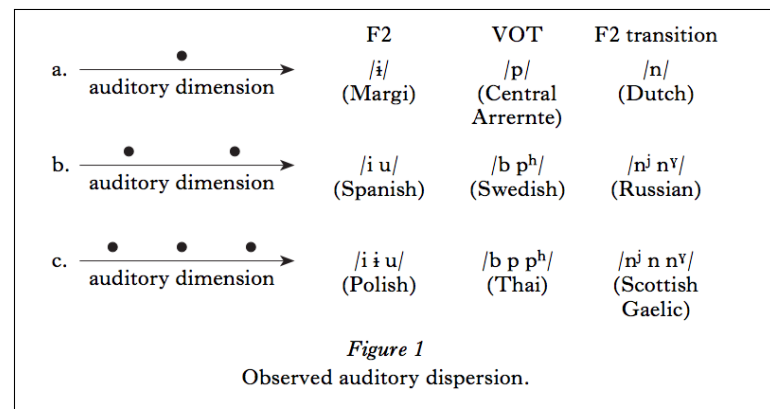 F2 VOT F2 transition
a. auditory dimension /ɨ/ /p/ /n/
(Margi) (Central (Dutch)
Arrernte)
b. auditory dimension /i u/ /b pʰ/ /nʲ nˠ/
(Spanish) (Swedish) (Russian)
c. auditory dimension /i ɨ u/ /b p pʰ/ /nʲ n nˠ/
(Polish) (Thai) (Scottish
Gaelic)
Figure 1
Observed auditory dispersion.